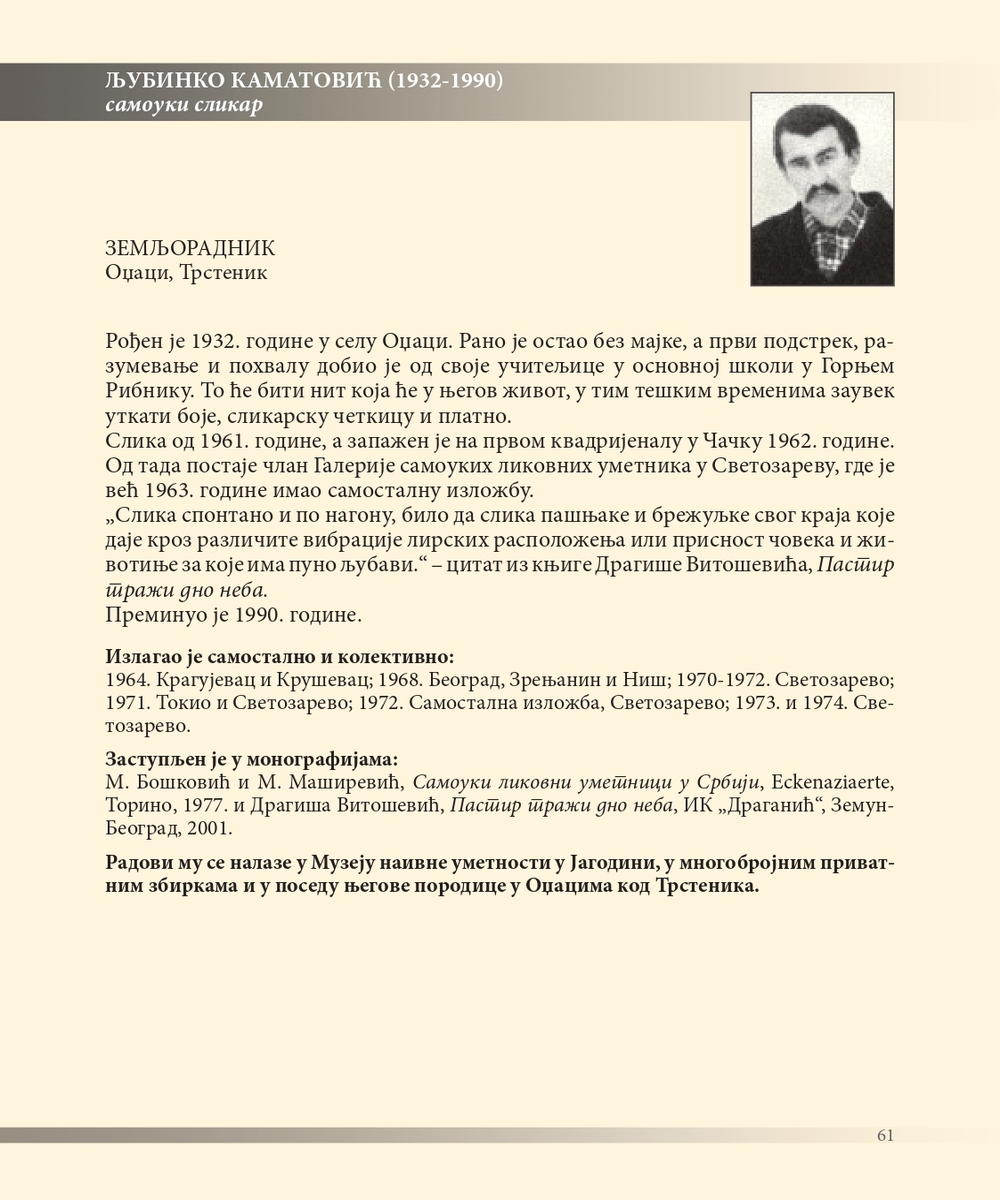 ЉУБИНКО КАМАТОВИЋ (1932-1990)
самоуки сликар
ЗЕМЉОРАДНИК
Оџаци, Трстеник
Рођен је 1932. године у селу Оџаци. Рано је остао без мајке, а први подстрек, ра-
зумевање и похвалу добио је од своје учитељице у основној школи у Горњем
Рибнику. То ће бити нит која ће у његов живот, у тим тешким временима заувек
уткати боје, сликарску четкицу и платно.
Слика од 1961. године, а запажен је на првом квадријеналу у Чачку 1962. године.
Од тада постаје члан Галерије самоуких ликовних уметника у Светозареву, где је
већ 1963. године имао самосталну изложбу.
„Слика спонтано и по нагону, било да слика пашњаке и брежуљке свог краја које
даје кроз различите вибрације лирских расположења или присност човека и жи-
вотиње за које има пуно љубави.“ – цитат из књиге Драгише Витошевића, Пастир
тражи дно неба.
Преминуо је 1990. године.
Излагао је самостално и колективно:
1964. Крагујевац и Крушевац; 1968. Београд, Зрењанин и Ниш; 1970-1972. Светозарево;
1971. Токио и Светозарево; 1972. Самостална изложба, Светозарево; 1973. и 1974. Све-
тозарево.
Заступљен је у монографијама:
М. Бошковић и М. Маширевић, Самоуки ликовни уметници у Србији, Eckenaziaerte,
Торино, 1977. и Драгиша Витошевић, Пастир тражи дно неба, ИК „Драганић“, Земун-
Београд, 2001.
Радови му се налазе у Музеју наивне уметности у Јагодини, у многобројним приват-
ним збиркама и у поседу његове породице у Оџацима код Трстеника.
61